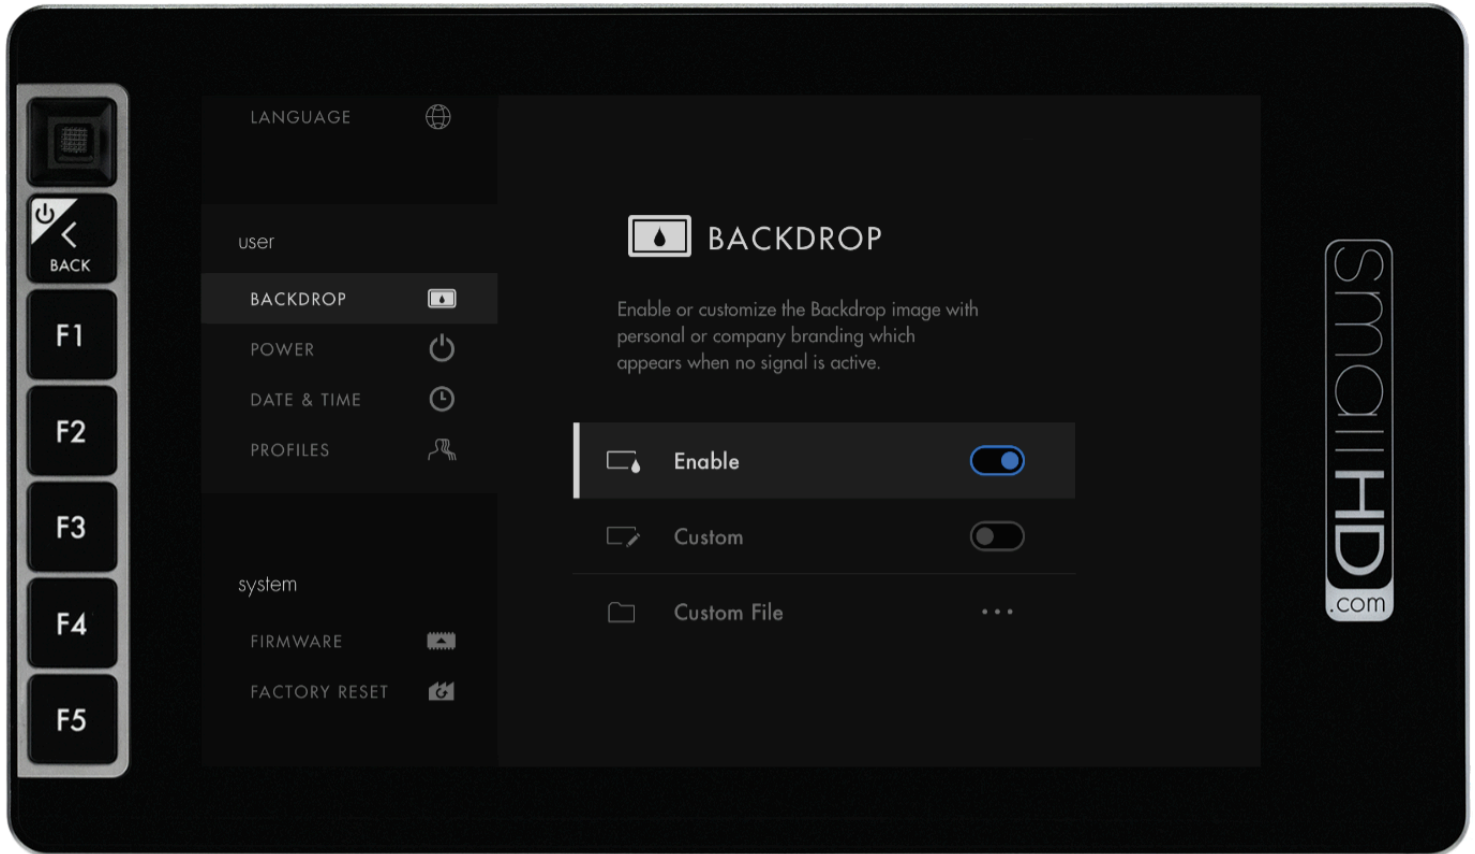 BACK
F1
F2
F3
F4
F5
LANGUAGE
user
BACKDROP
POWER
DATE & TIME
PROFILES
system
FIRMWARE
FACTORY RESET
BACKDROP
Enable or customize the Backdrop image with
personal or company branding which
appears when no signal is active.
Enable
Custom
Custom File
smallHD
.com